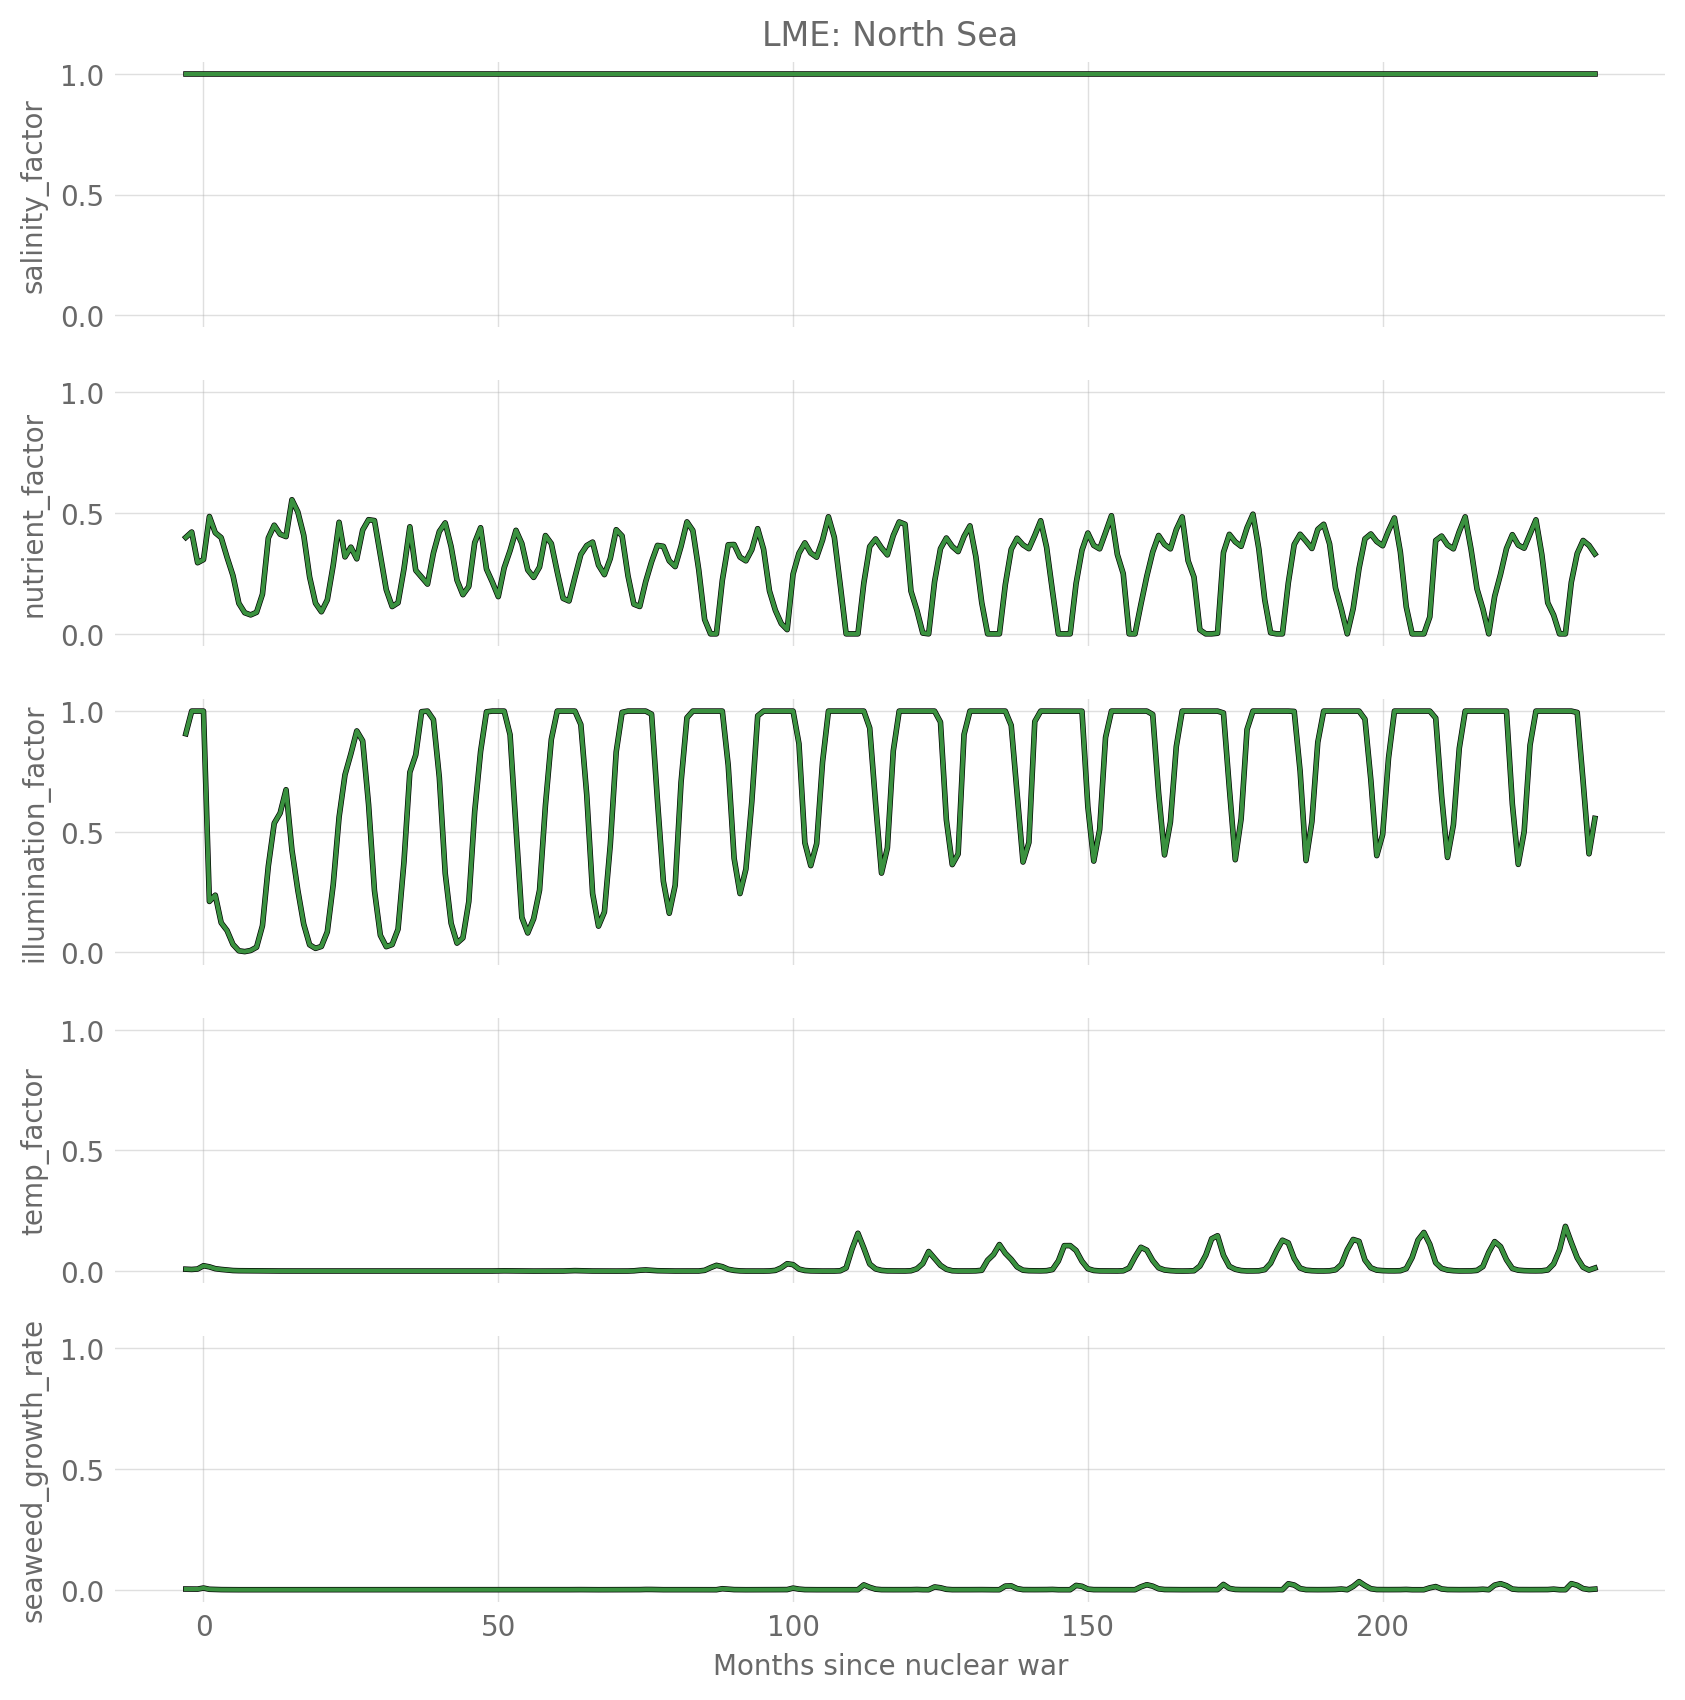 LME: North Sea
salinity_factor
1.0
0.5
0.0
nutrient_factor
1.0
0.5
0.0
illumination_factor
1.0
0.5
0.0
temp_factor
1.0
0.5
0.0
seaweed_growth_rate
1.0
0.5
0.0
0 50 100 150 200
Months since nuclear war